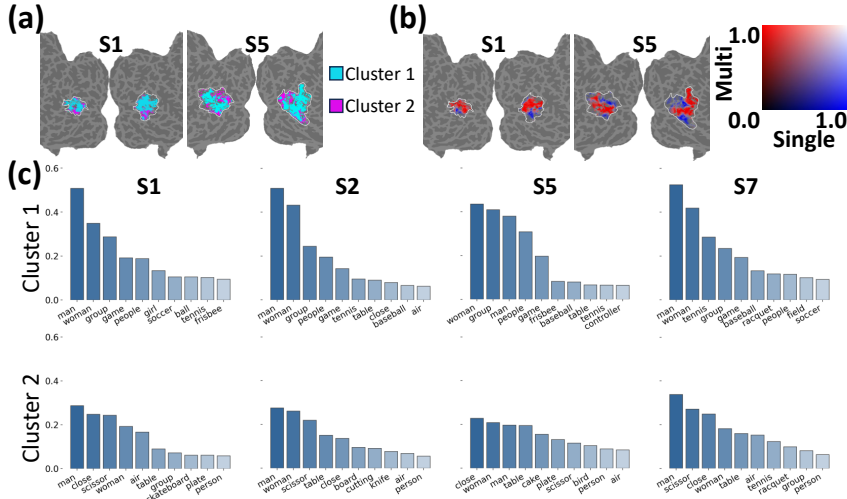 (a)
S1
S5
Cluster 1
Cluster 2
(b)
S1
S5
1.0
Multi
0.0
1.0
Single
(c)
S1
S2
S5
S7
Cluster 1
0.6
0.4
0.2
0.0
man woman group game people girl soccer ball tennis frisbee
man woman group people game tennis table close baseball air
woman group man people game frisbee baseball table tennis controller
man woman tennis group game baseball racquet people field soccer
Cluster 2
0.6
0.4
0.2
0.0
man close scissor woman air table group skateboard plate person
man woman scissor table close board cutting knife air person
close woman man table cake plate scissor bird person air
man scissor close woman table air tennis racquet group person